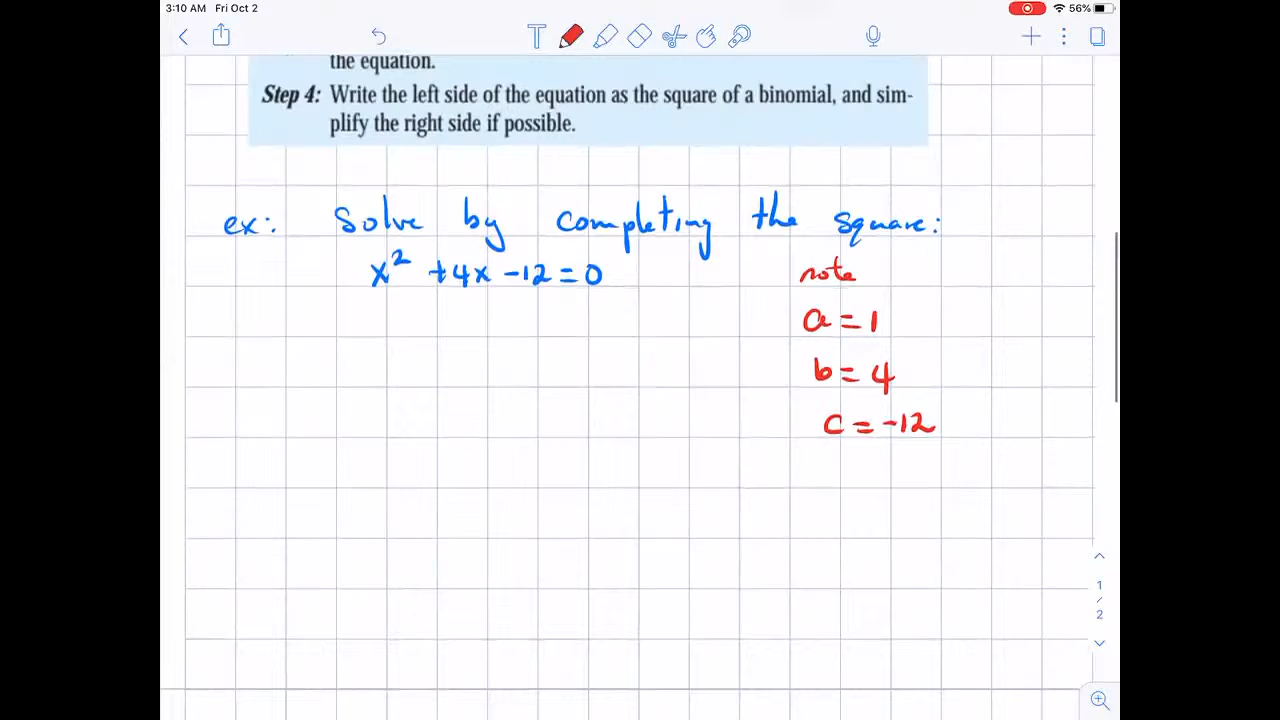 3:10 AM Fri Oct 2
56%
T
the equation.
Step 4: Write the left side of the equation as the square of a binomial, and sim-
plify the right side if possible.
ex: Solve by completing the square:
x² +4x -12 = 0
note
a = 1
b = 4
c = -12
1
/
2